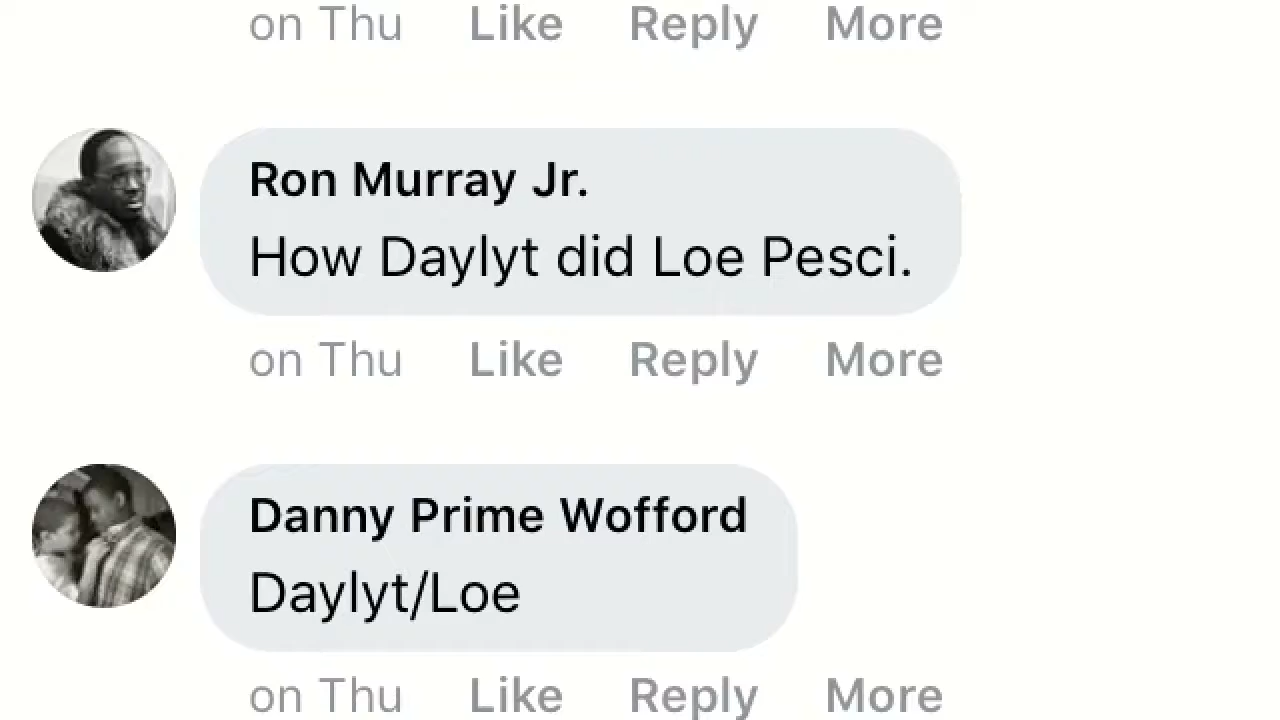 on Thu Like Reply More
Ron Murray Jr.
How Daylyt did Loe Pesci.
on Thu Like Reply More
Danny Prime Wofford
Daylyt/Loe
on Thu Like Reply More